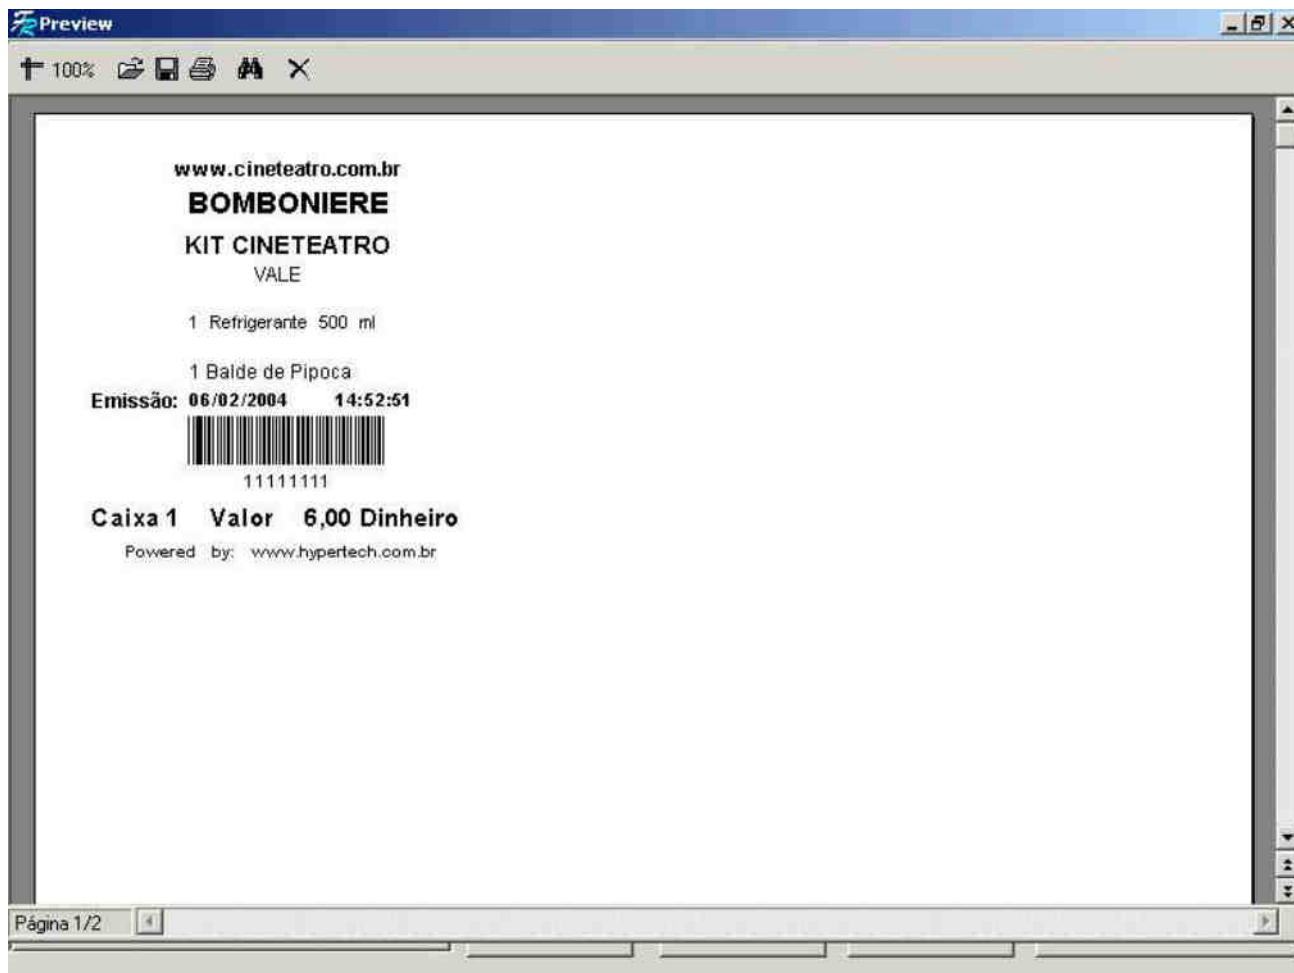 Preview
100%
www.cineteatro.com.br
BOMBONIERE
KIT CINETEATRO
VALE
1 Refrigerante 500 ml
1 Balde de Pipoca
Emissão: 06/02/2004 14:52:51
11111111
Caixa 1 Valor 6,00 Dinheiro
Powered by: www.hypertech.com.br
Página 1/2